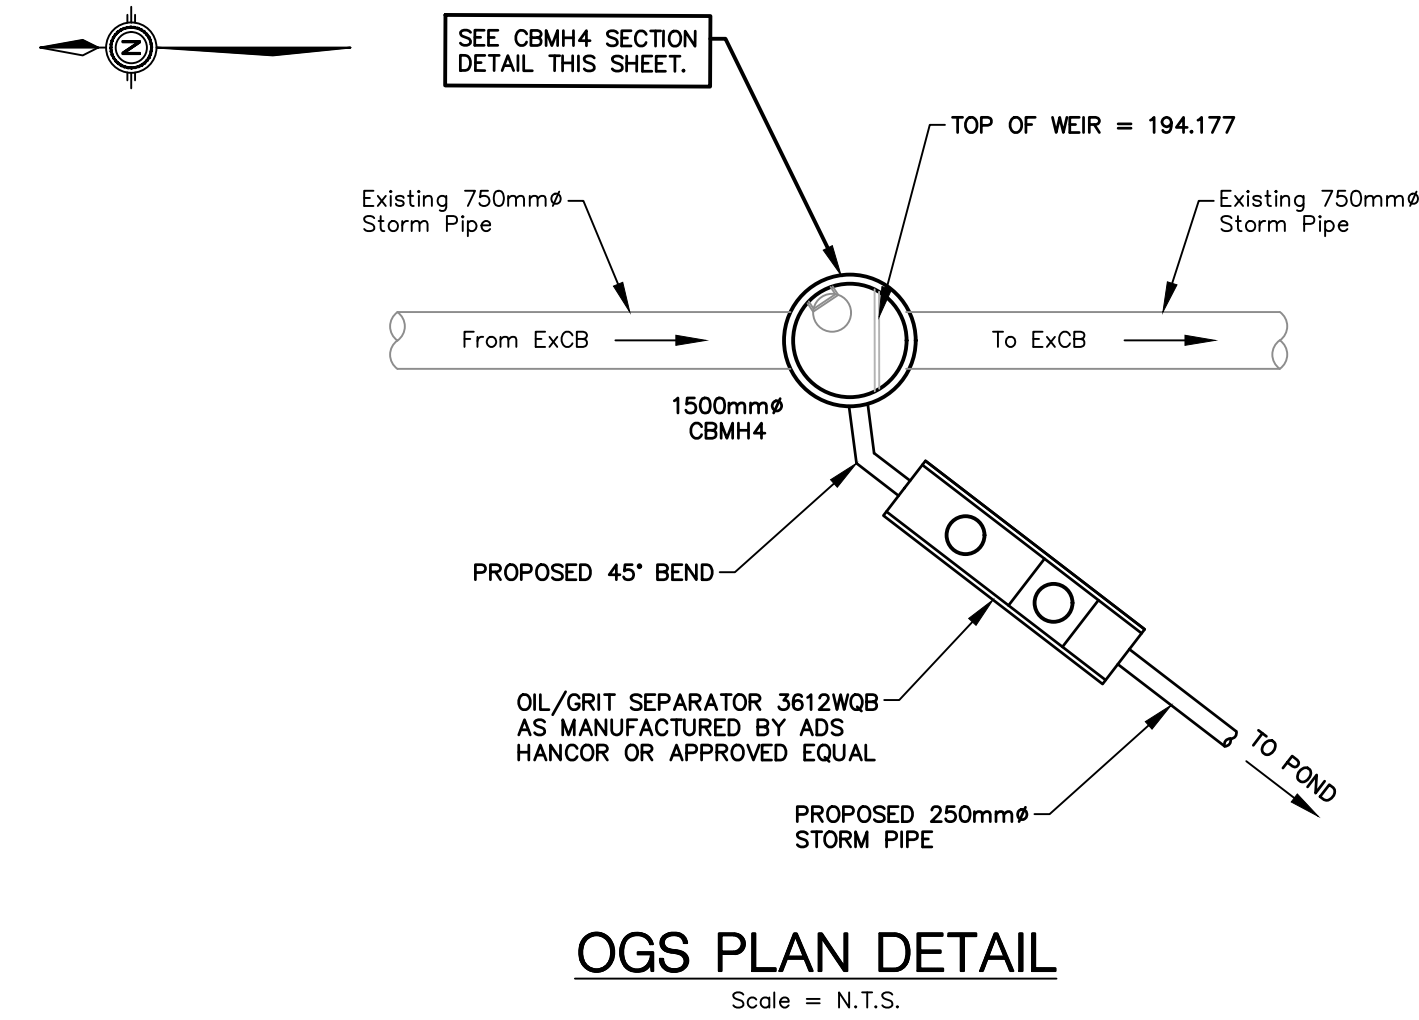 N
SEE CBMH4 SECTION
DETAIL THIS SHEET.
TOP OF WEIR = 194.177
Existing 750mmø
Storm Pipe
Existing 750mmø
Storm Pipe
From ExCB
To ExCB
1500mmø
CBMH4
PROPOSED 45° BEND
OIL/GRIT SEPARATOR 3612WQB
AS MANUFACTURED BY ADS
HANCOR OR APPROVED EQUAL
TO POND
PROPOSED 250mmø
STORM PIPE
OGS PLAN DETAIL
Scale = N.T.S.